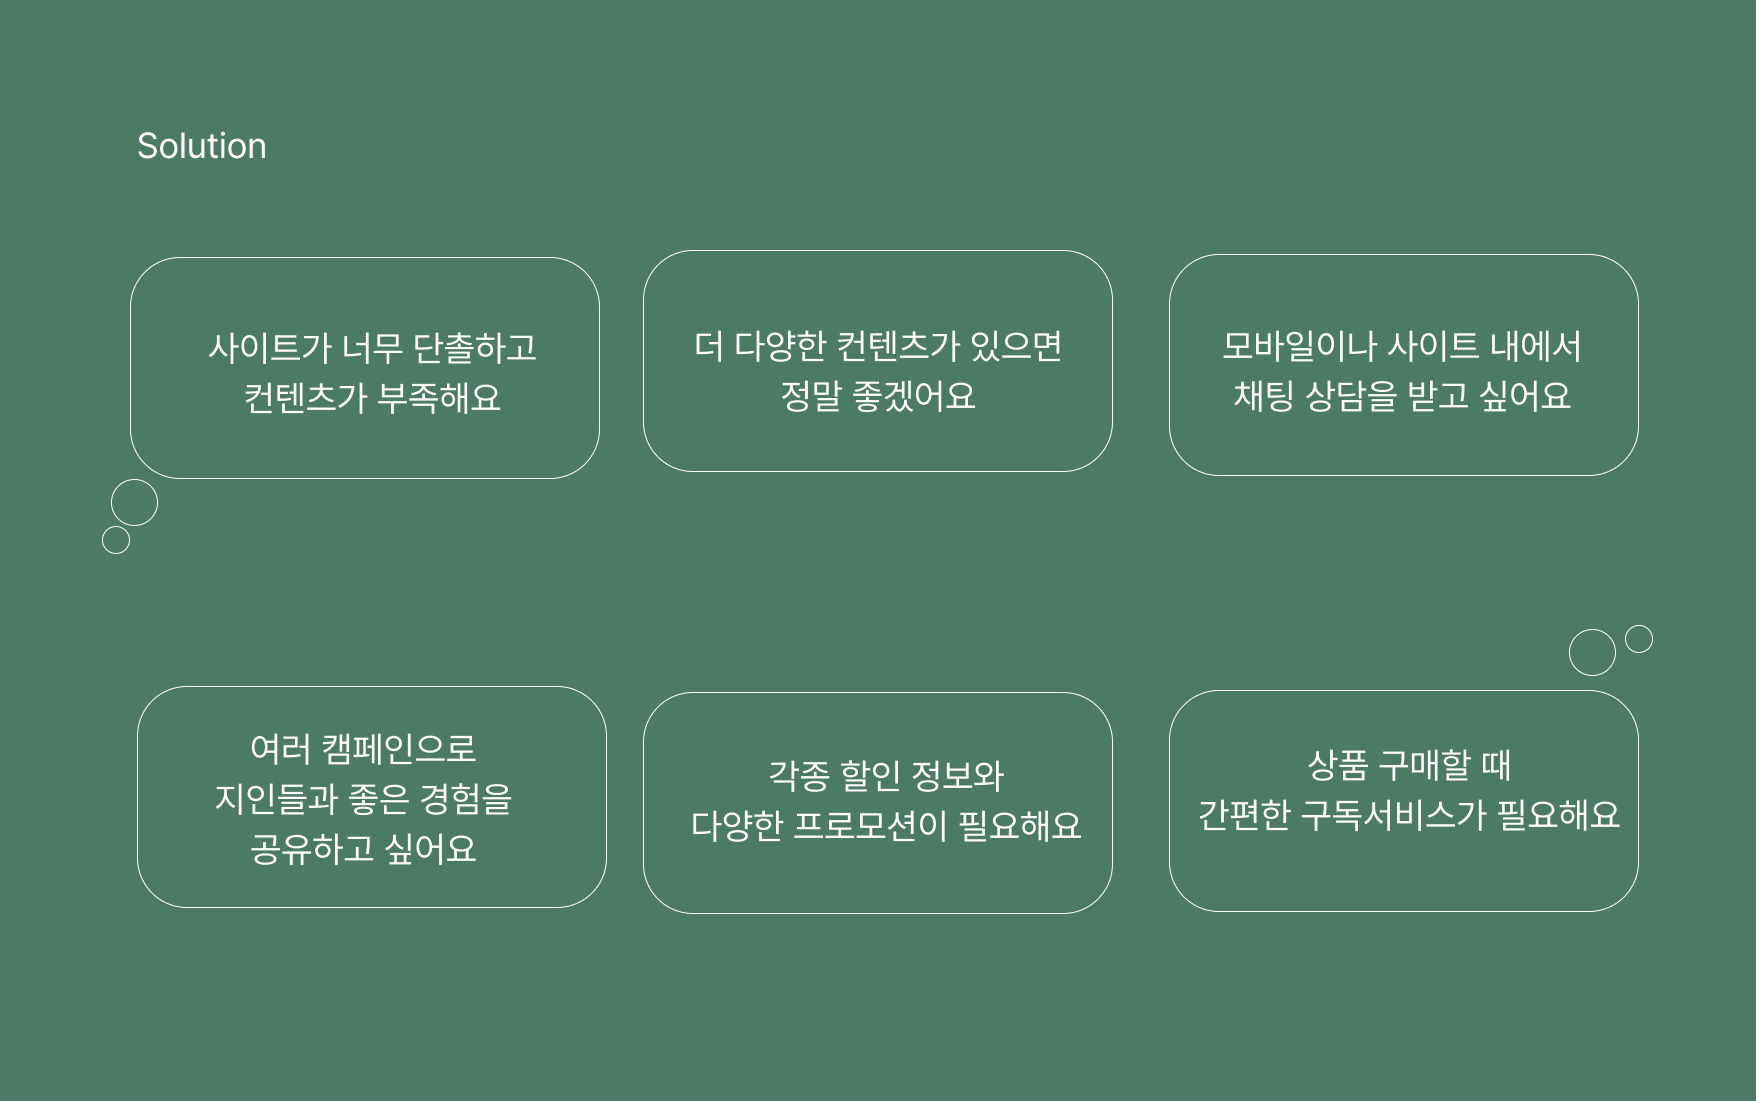 Solution
사이트가 너무 단촐하고
컨텐츠가 부족해요
더 다양한 컨텐츠가 있으면
정말 좋겠어요
모바일이나 사이트 내에서
채팅 상담을 받고 싶어요
여러 캠페인으로
지인들과 좋은 경험을
공유하고 싶어요
각종 할인 정보와
다양한 프로모션이 필요해요
상품 구매할 때
간편한 구독서비스가 필요해요